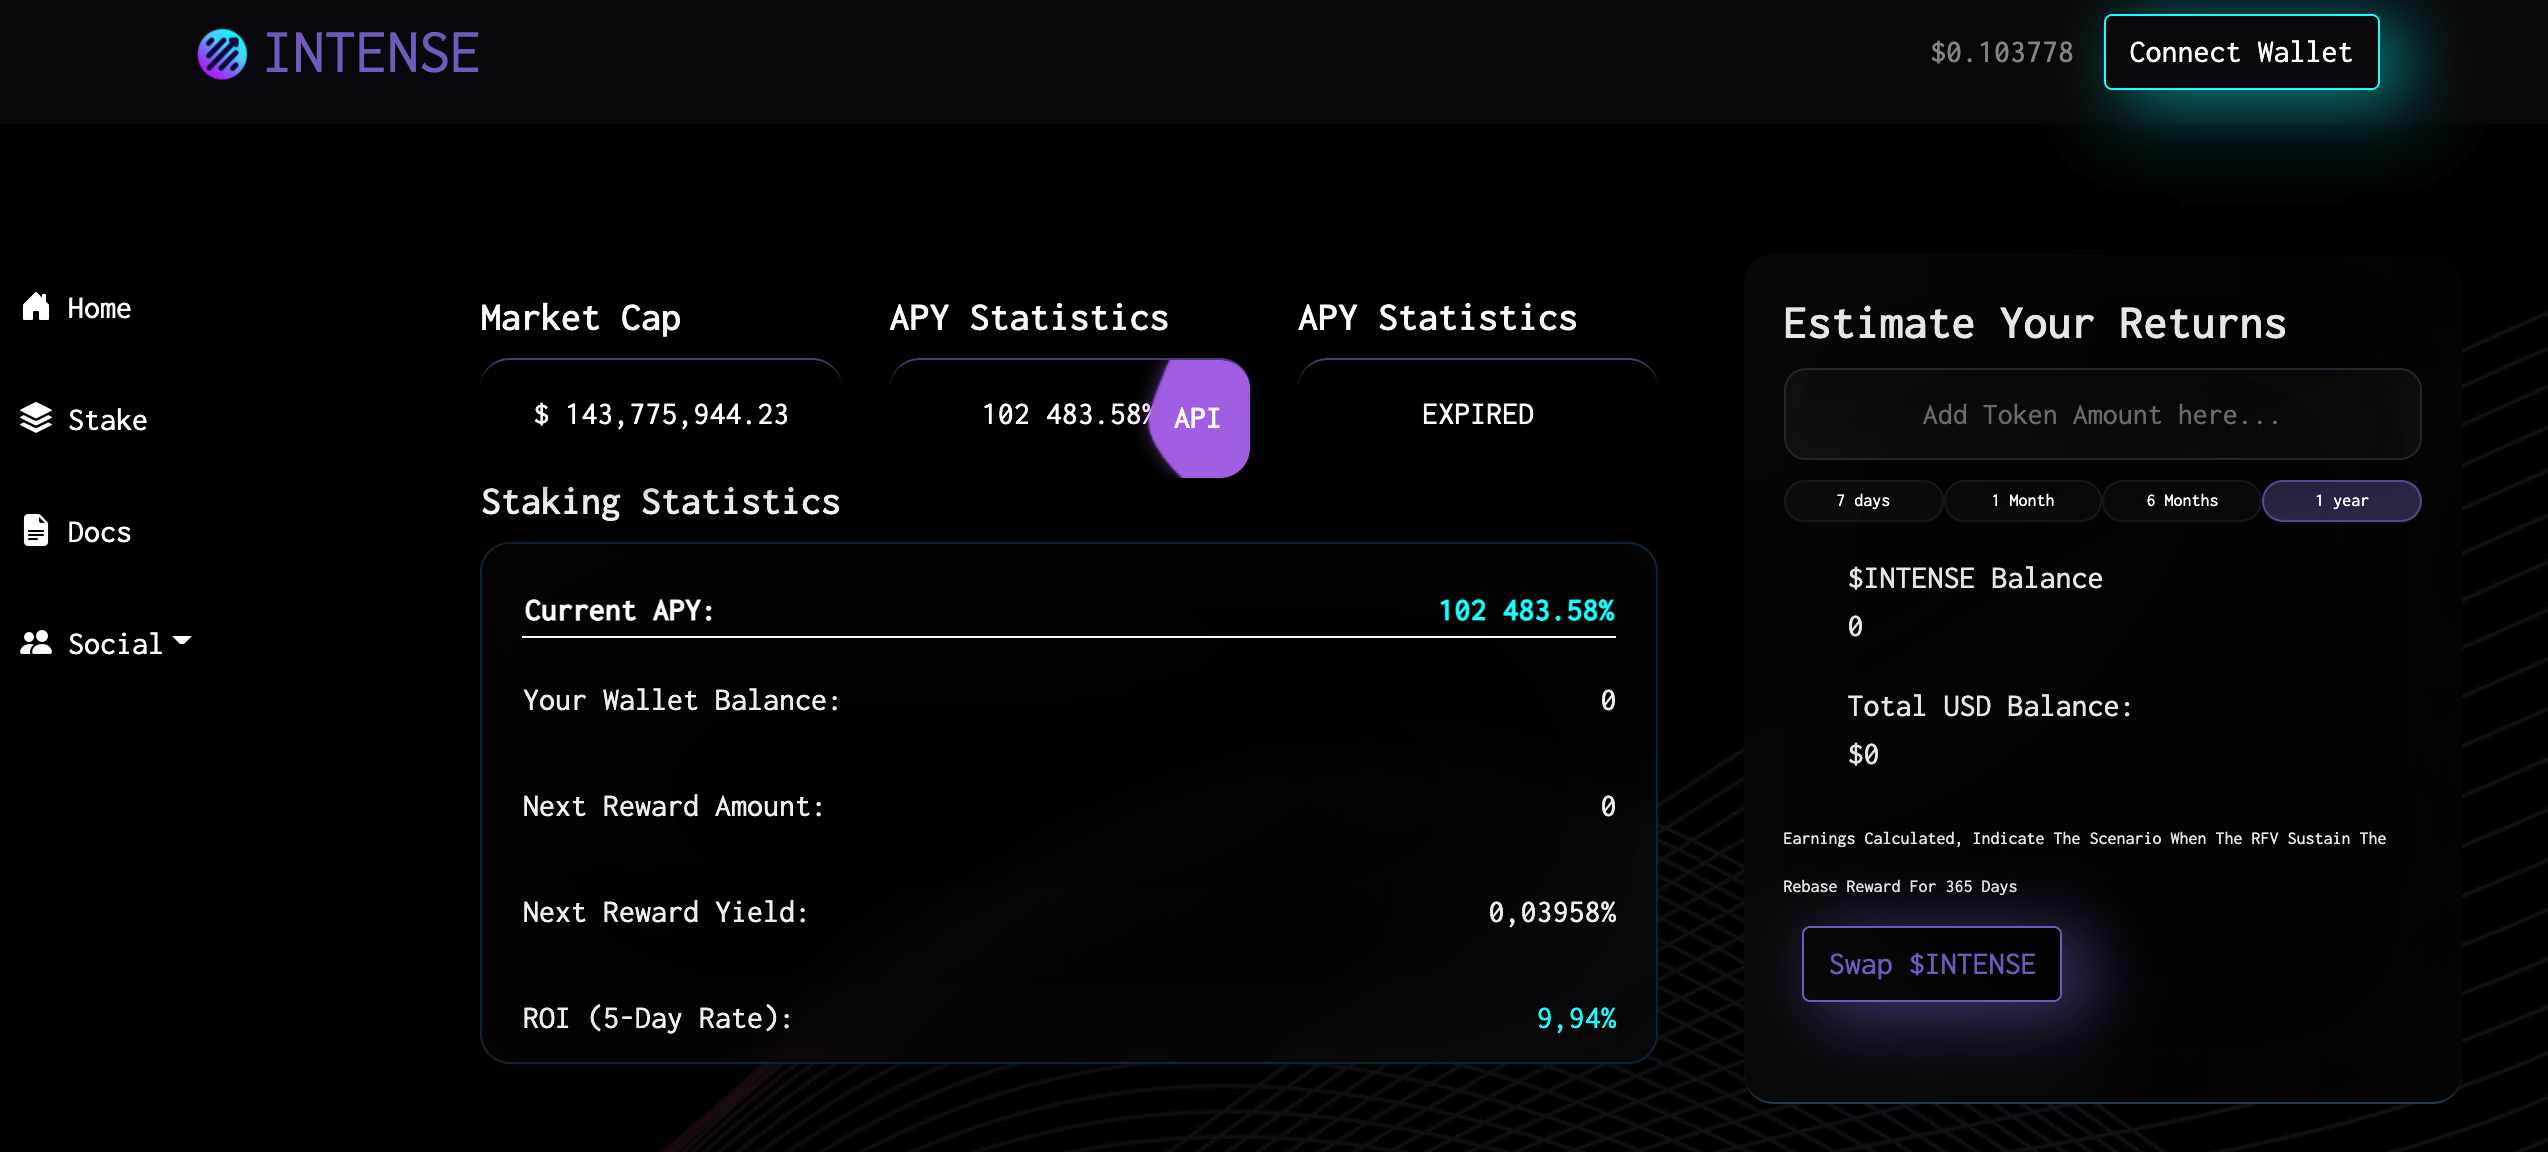 INTENSE
$0.103778
Connect Wallet
Home
Stake
Docs
Social
Market Cap
$ 143,775,944.23
APY Statistics
102 483.58%
API
APY Statistics
EXPIRED
Staking Statistics
Current APY: 102 483.58%
Your Wallet Balance: 0
Next Reward Amount: 0
Next Reward Yield: 0,03958%
ROI (5-Day Rate): 9,94%
Estimate Your Returns
Add Token Amount here...
7 days 1 Month 6 Months 1 year
$INTENSE Balance
0
Total USD Balance:
$0
Earnings Calculated, Indicate The Scenario When The RFV Sustain The
Rebase Reward For 365 Days
Swap $INTENSE